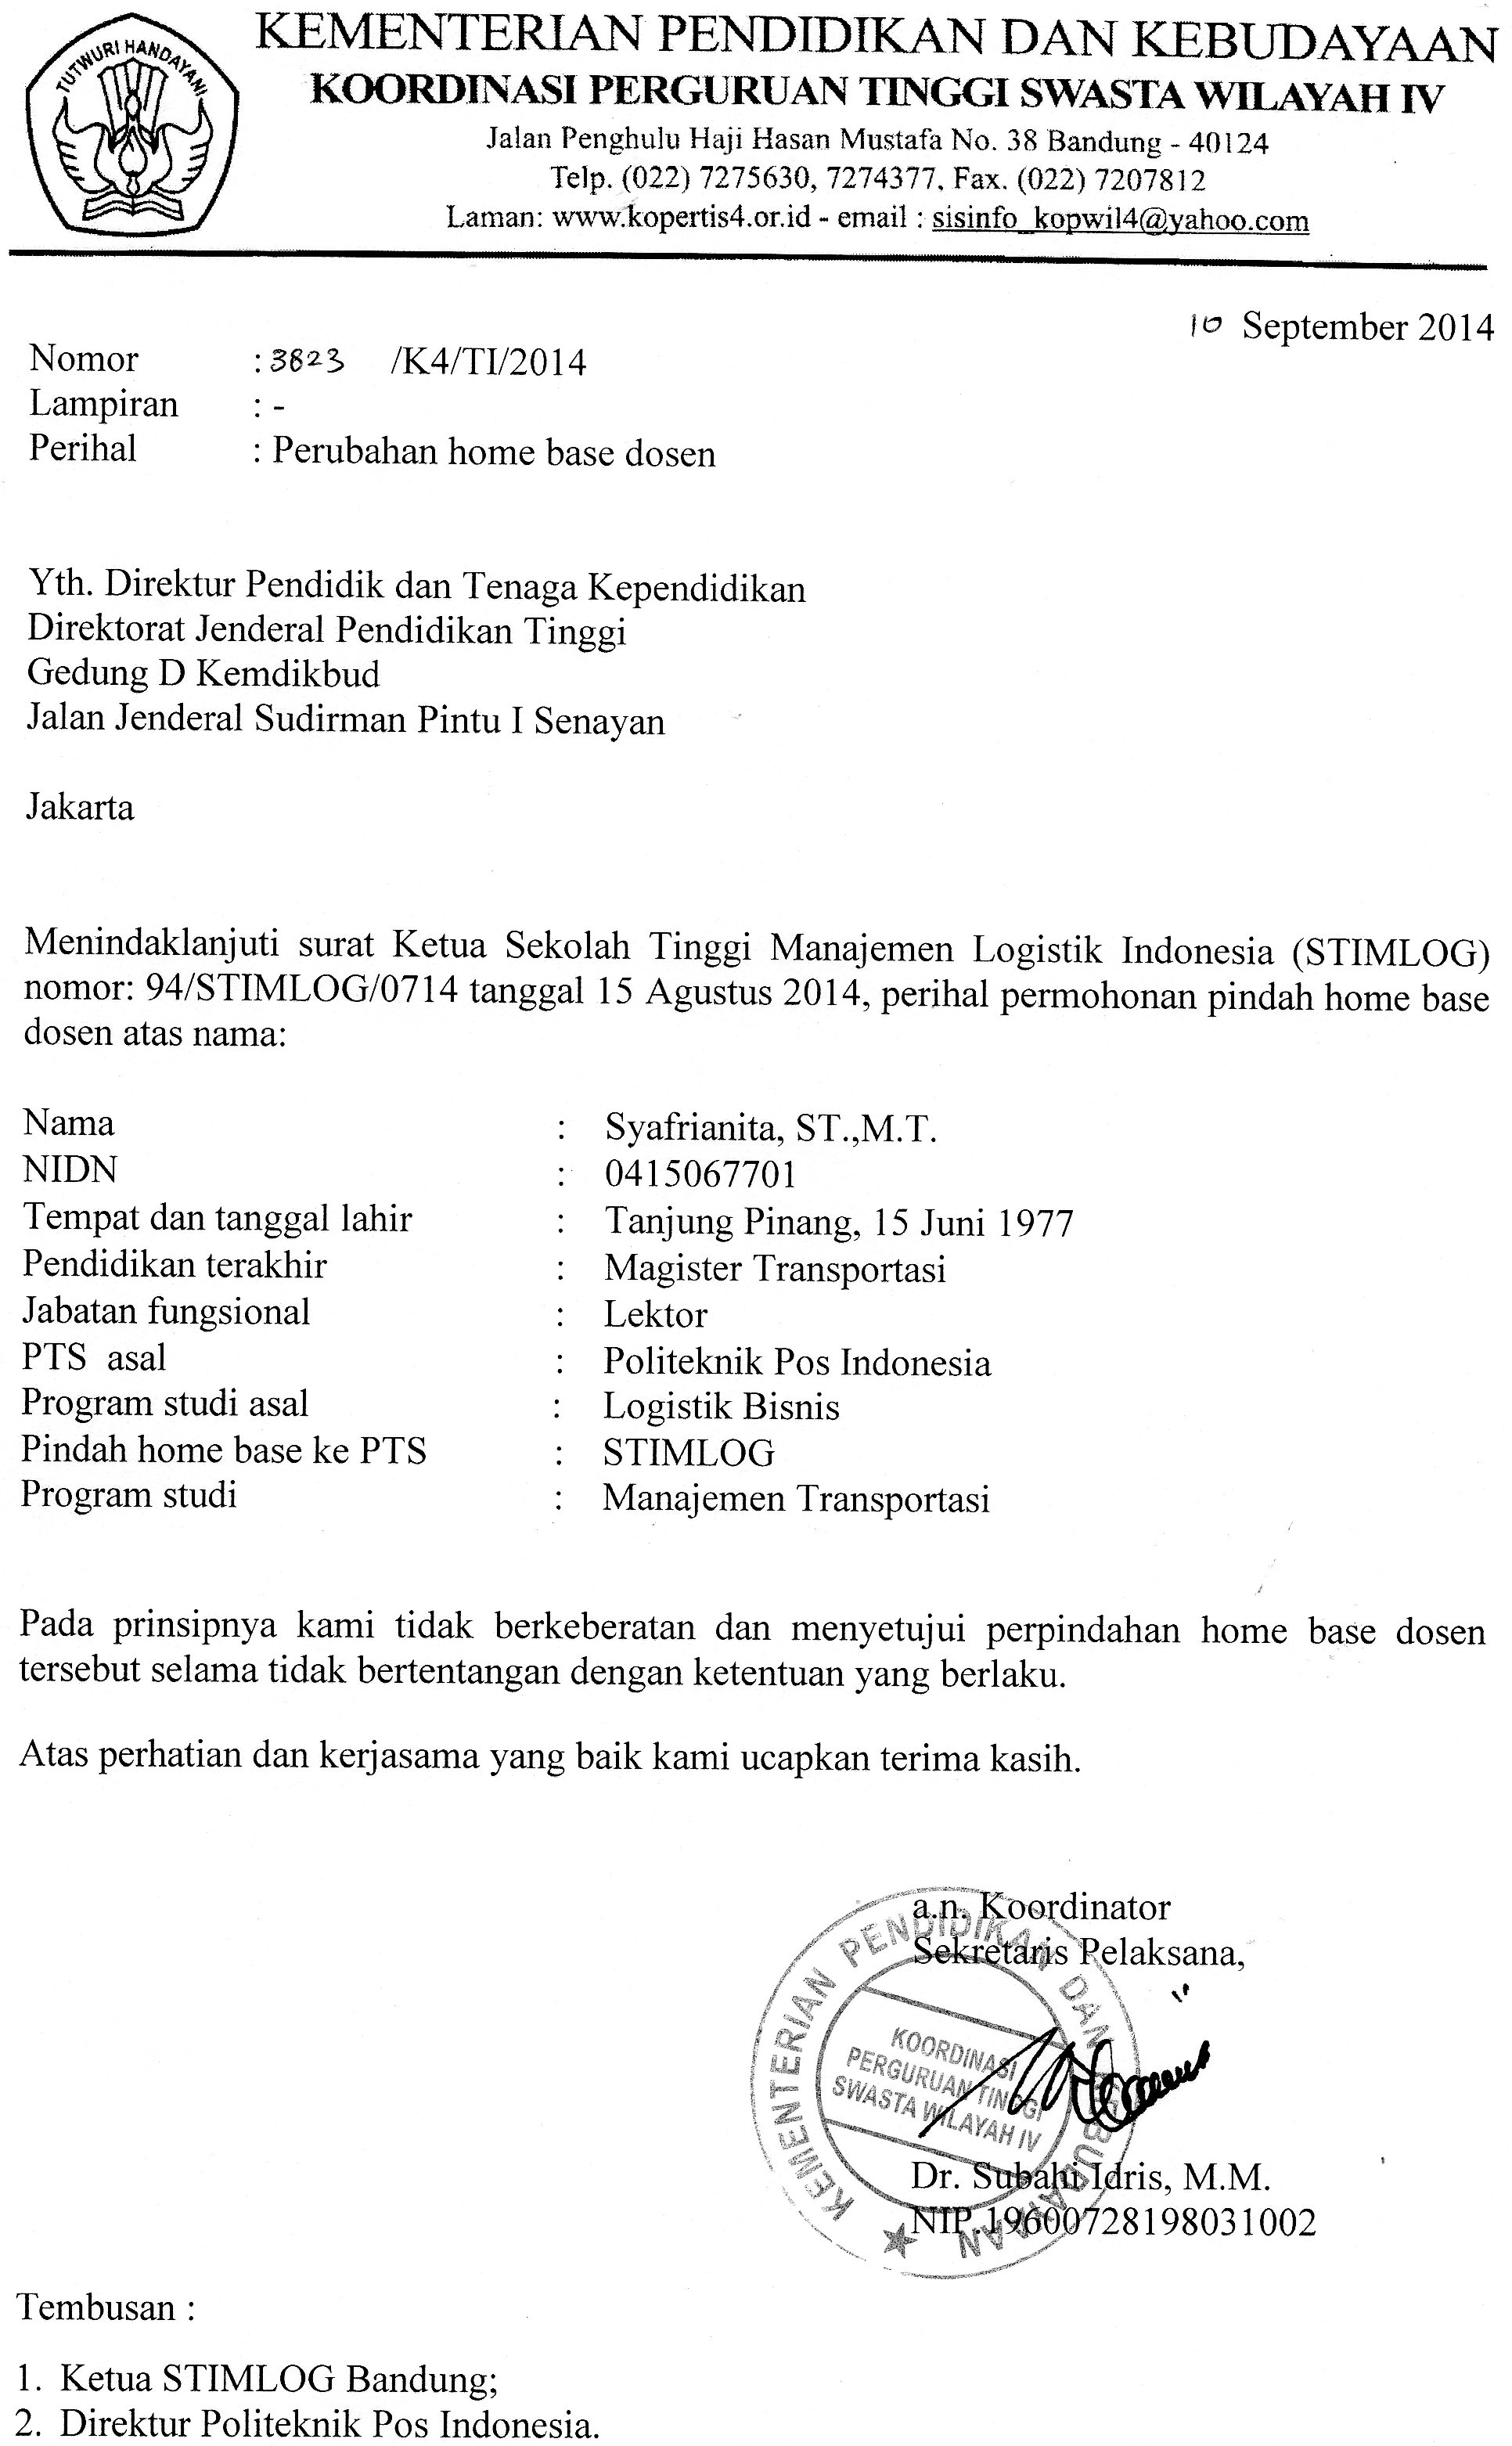 TUTWURI HANDAYANI
KEMENTERIAN PENDIDIKAN DAN KEBUDAYAAN
KOORDINASI PERGURUAN TINGGI SWASTA WILAYAH IV
Jalan Penghulu Haji Hasan Mustafa No. 38 Bandung - 40124
Telp. (022) 7275630, 7274377, Fax. (022) 7207812
Laman: www.kopertis4.or.id - email : sisinfo_kopwil4@yahoo.com
10 September 2014
Nomor : 3823 /K4/TI/2014
Lampiran : -
Perihal : Perubahan home base dosen
Yth. Direktur Pendidik dan Tenaga Kependidikan
Direktorat Jenderal Pendidikan Tinggi
Gedung D Kemdikbud
Jalan Jenderal Sudirman Pintu I Senayan
Jakarta
Menindaklanjuti surat Ketua Sekolah Tinggi Manajemen Logistik Indonesia (STIMLOG)
nomor: 94/STIMLOG/0714 tanggal 15 Agustus 2014, perihal permohonan pindah home base
dosen atas nama:
Nama : Syafrianita, ST.,M.T.
NIDN : 0415067701
Tempat dan tanggal lahir : Tanjung Pinang, 15 Juni 1977
Pendidikan terakhir : Magister Transportasi
Jabatan fungsional : Lektor
PTS asal : Politeknik Pos Indonesia
Program studi asal : Logistik Bisnis
Pindah home base ke PTS : STIMLOG
Program studi : Manajemen Transportasi
Pada prinsipnya kami tidak berkeberatan dan menyetujui perpindahan home base dosen
tersebut selama tidak bertentangan dengan ketentuan yang berlaku.
Atas perhatian dan kerjasama yang baik kami ucapkan terima kasih.
a.n. Koordinator
Sekretaris Pelaksana,
KEMENTERIAN PENDIDIKAN DAN KEBUDAYAAN
KOORDINASI
PERGURUAN TINGGI
SWASTA WILAYAH IV
Dr. Subahi Idris, M.M.
NIP.19600728198031002
Tembusan :
1. Ketua STIMLOG Bandung;
2. Direktur Politeknik Pos Indonesia.